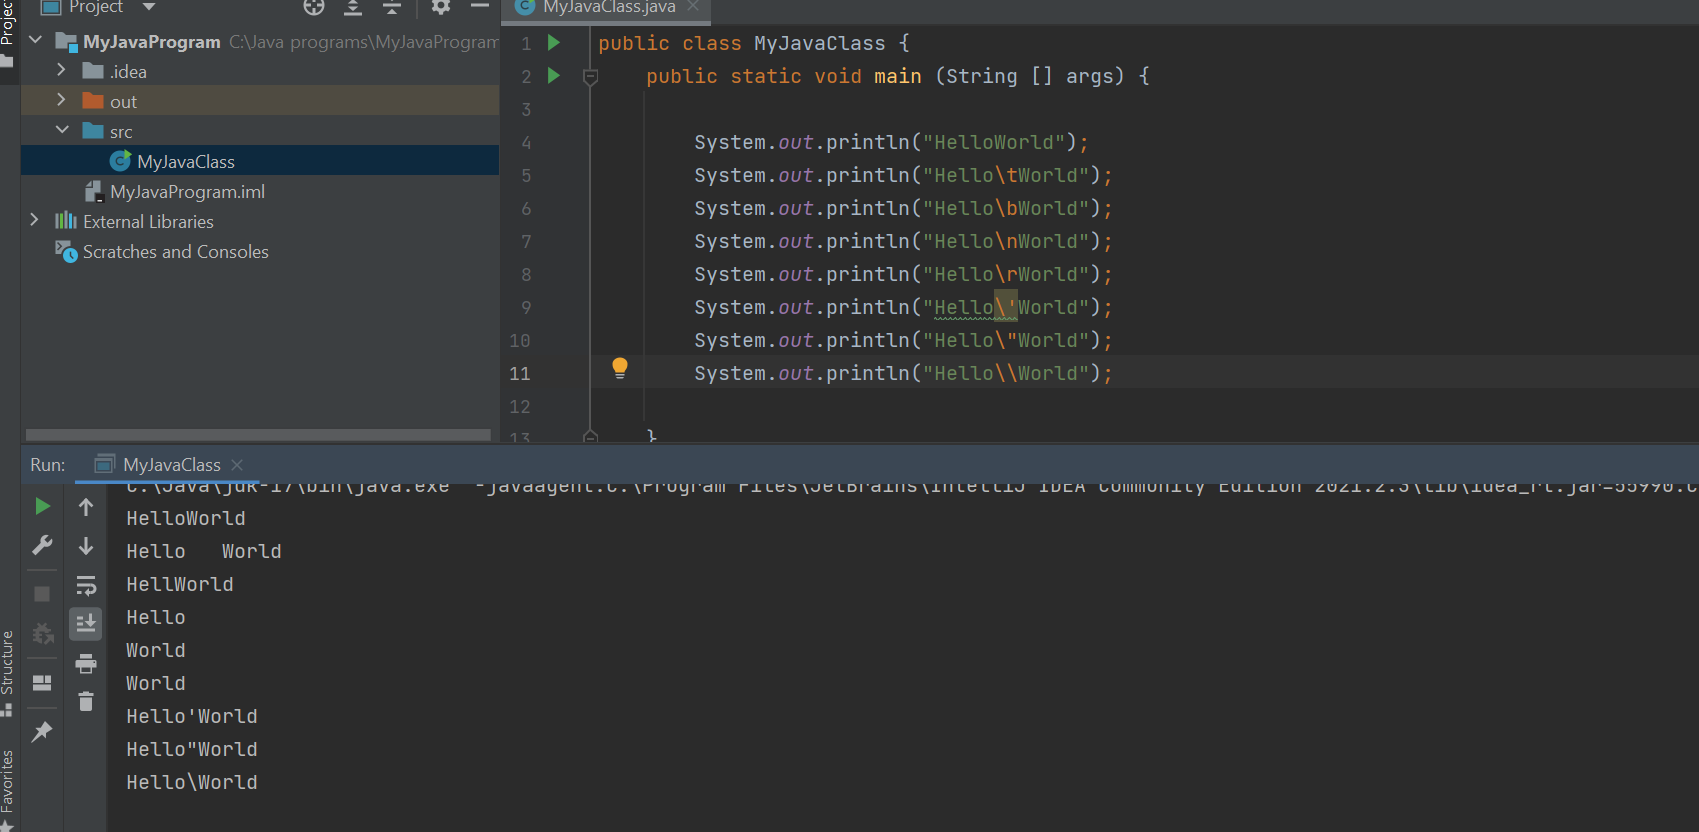 Project
Project
MyJavaClass.java
MyJavaProgram C:\Java programs\MyJavaProgram
.idea
out
src
MyJavaClass
MyJavaProgram.iml
External Libraries
Scratches and Consoles
1 public class MyJavaClass {
2 public static void main (String [] args) {
3
4 System.out.println("HelloWorld");
5 System.out.println("Hello\tWorld");
6 System.out.println("Hello\bWorld");
7 System.out.println("Hello\nWorld");
8 System.out.println("Hello\rWorld");
9 System.out.println("Hello\'World");
10 System.out.println("Hello\"World");
11 System.out.println("Hello\\World");
12
13 }
Run: MyJavaClass
C:\Java\jdk-17\bin\java.exe "-javaagent:C:\Program Files\JetBrains\IntelliJ IDEA Community Edition 2021.2.3\lib\idea_rt.jar=55990:C
HelloWorld
Hello	World
HellWorld
Hello
World
World
Hello'World
Hello"World
Hello\World
Structure
Favorites